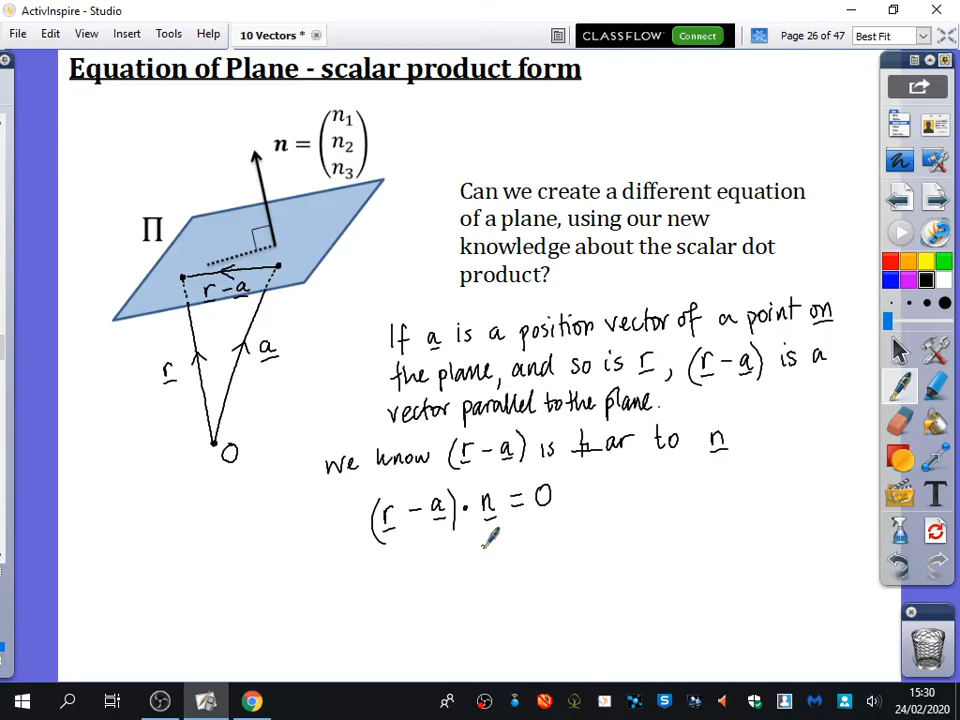 ActivInspire - Studio
File Edit View Insert Tools Help 10 Vectors * CLASSFLOW Connect Page 26 of 47 Best Fit
Equation of Plane - scalar product form
n = (n1 n2 n3)
Π
Can we create a different equation
of a plane, using our new
knowledge about the scalar dot
product?
r - a
r
a
O
If a is a position vector of a point on
the plane, and so is r, (r - a) is a
vector parallel to the plane.
We know (r - a) is ⊥ar to n
(r - a) · n = 0
T
15:30
24/02/2020